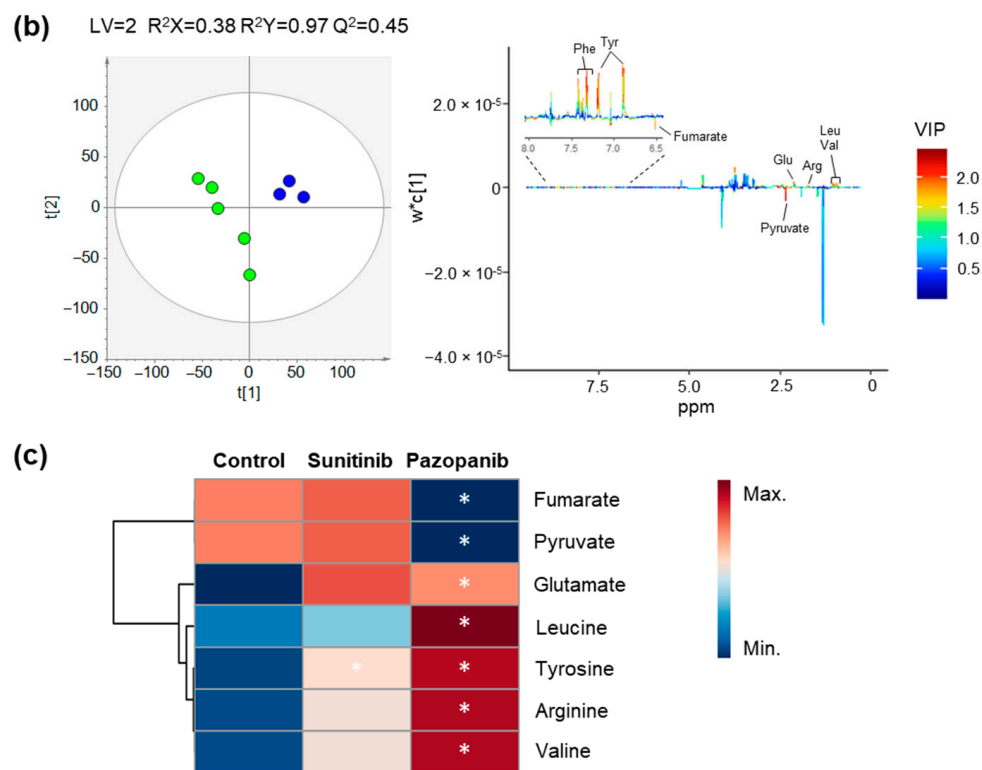 (b)
LV=2 R²X=0.38 R²Y=0.97 Q²=0.45
t[2]
100
50
0
−50
−100
−150
−150 −100 −50 0 50 100
t[1]
w*c[1]
2.0 × 10⁻⁵
0
−2.0 × 10⁻⁵
−4.0 × 10⁻⁵
Phe
Tyr
8.0 7.5 7.0 6.5
Fumarate
Glu
Arg
Leu
Val
Pyruvate
7.5 5.0 2.5 0
ppm
VIP
2.0
1.5
1.0
0.5
(c)
Control Sunitinib Pazopanib
* Fumarate
* Pyruvate
* Glutamate
* Leucine
* * Tyrosine
* Arginine
* Valine
Max.
Min.